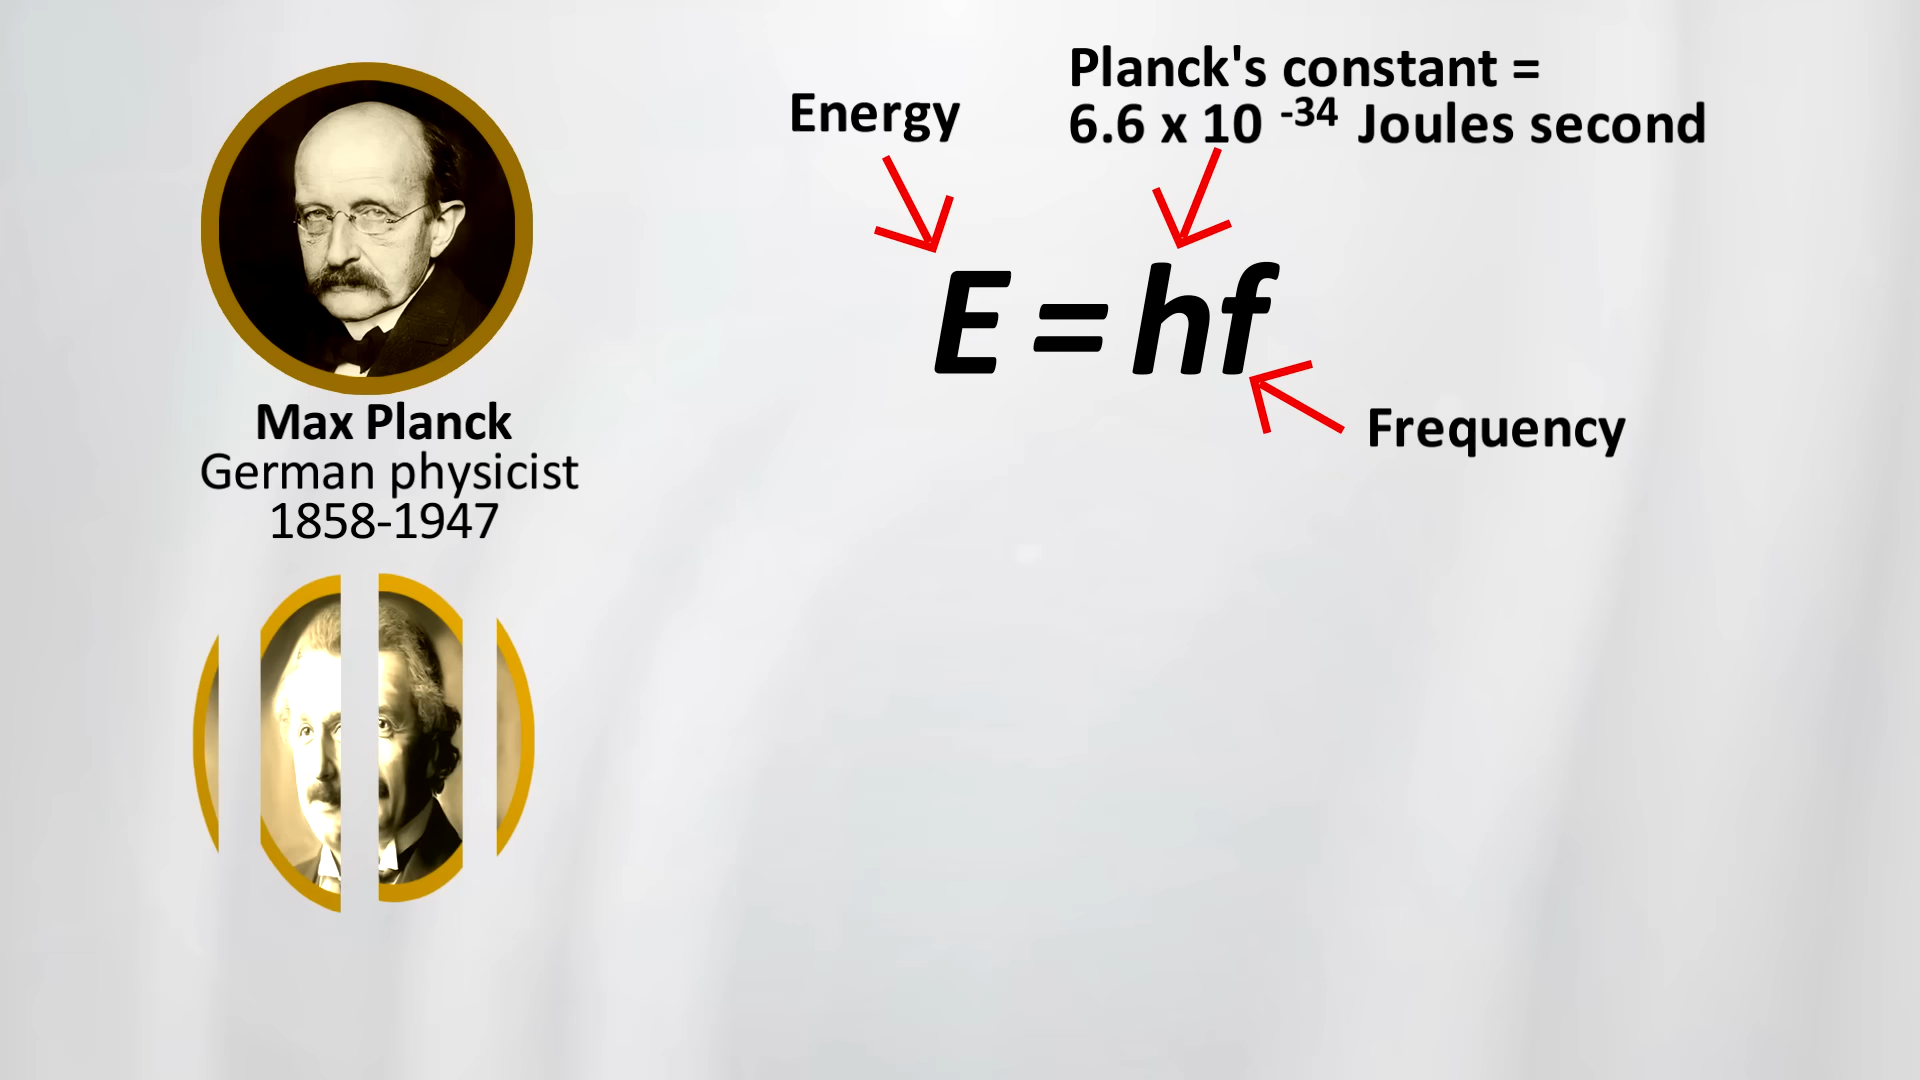 Planck's constant =
Energy
6.6 x 10 -34 Joules second
E = hf
Max Planck
Frequency
German physicist
1858-1947